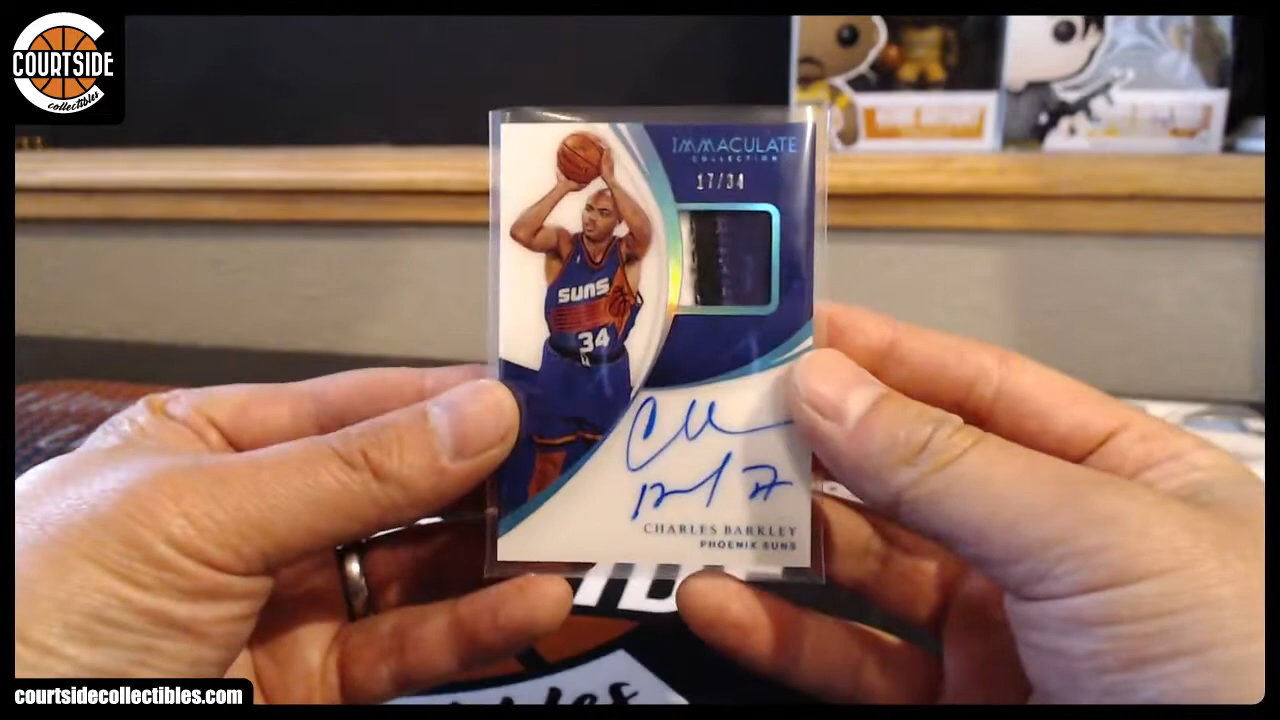 COURTSIDE
collectibles
IMMACULATE
COLLECTION
17/34
SUNS
34
CHARLES BARKLEY
PHOENIX SUNS
courtsidecollectibles.com